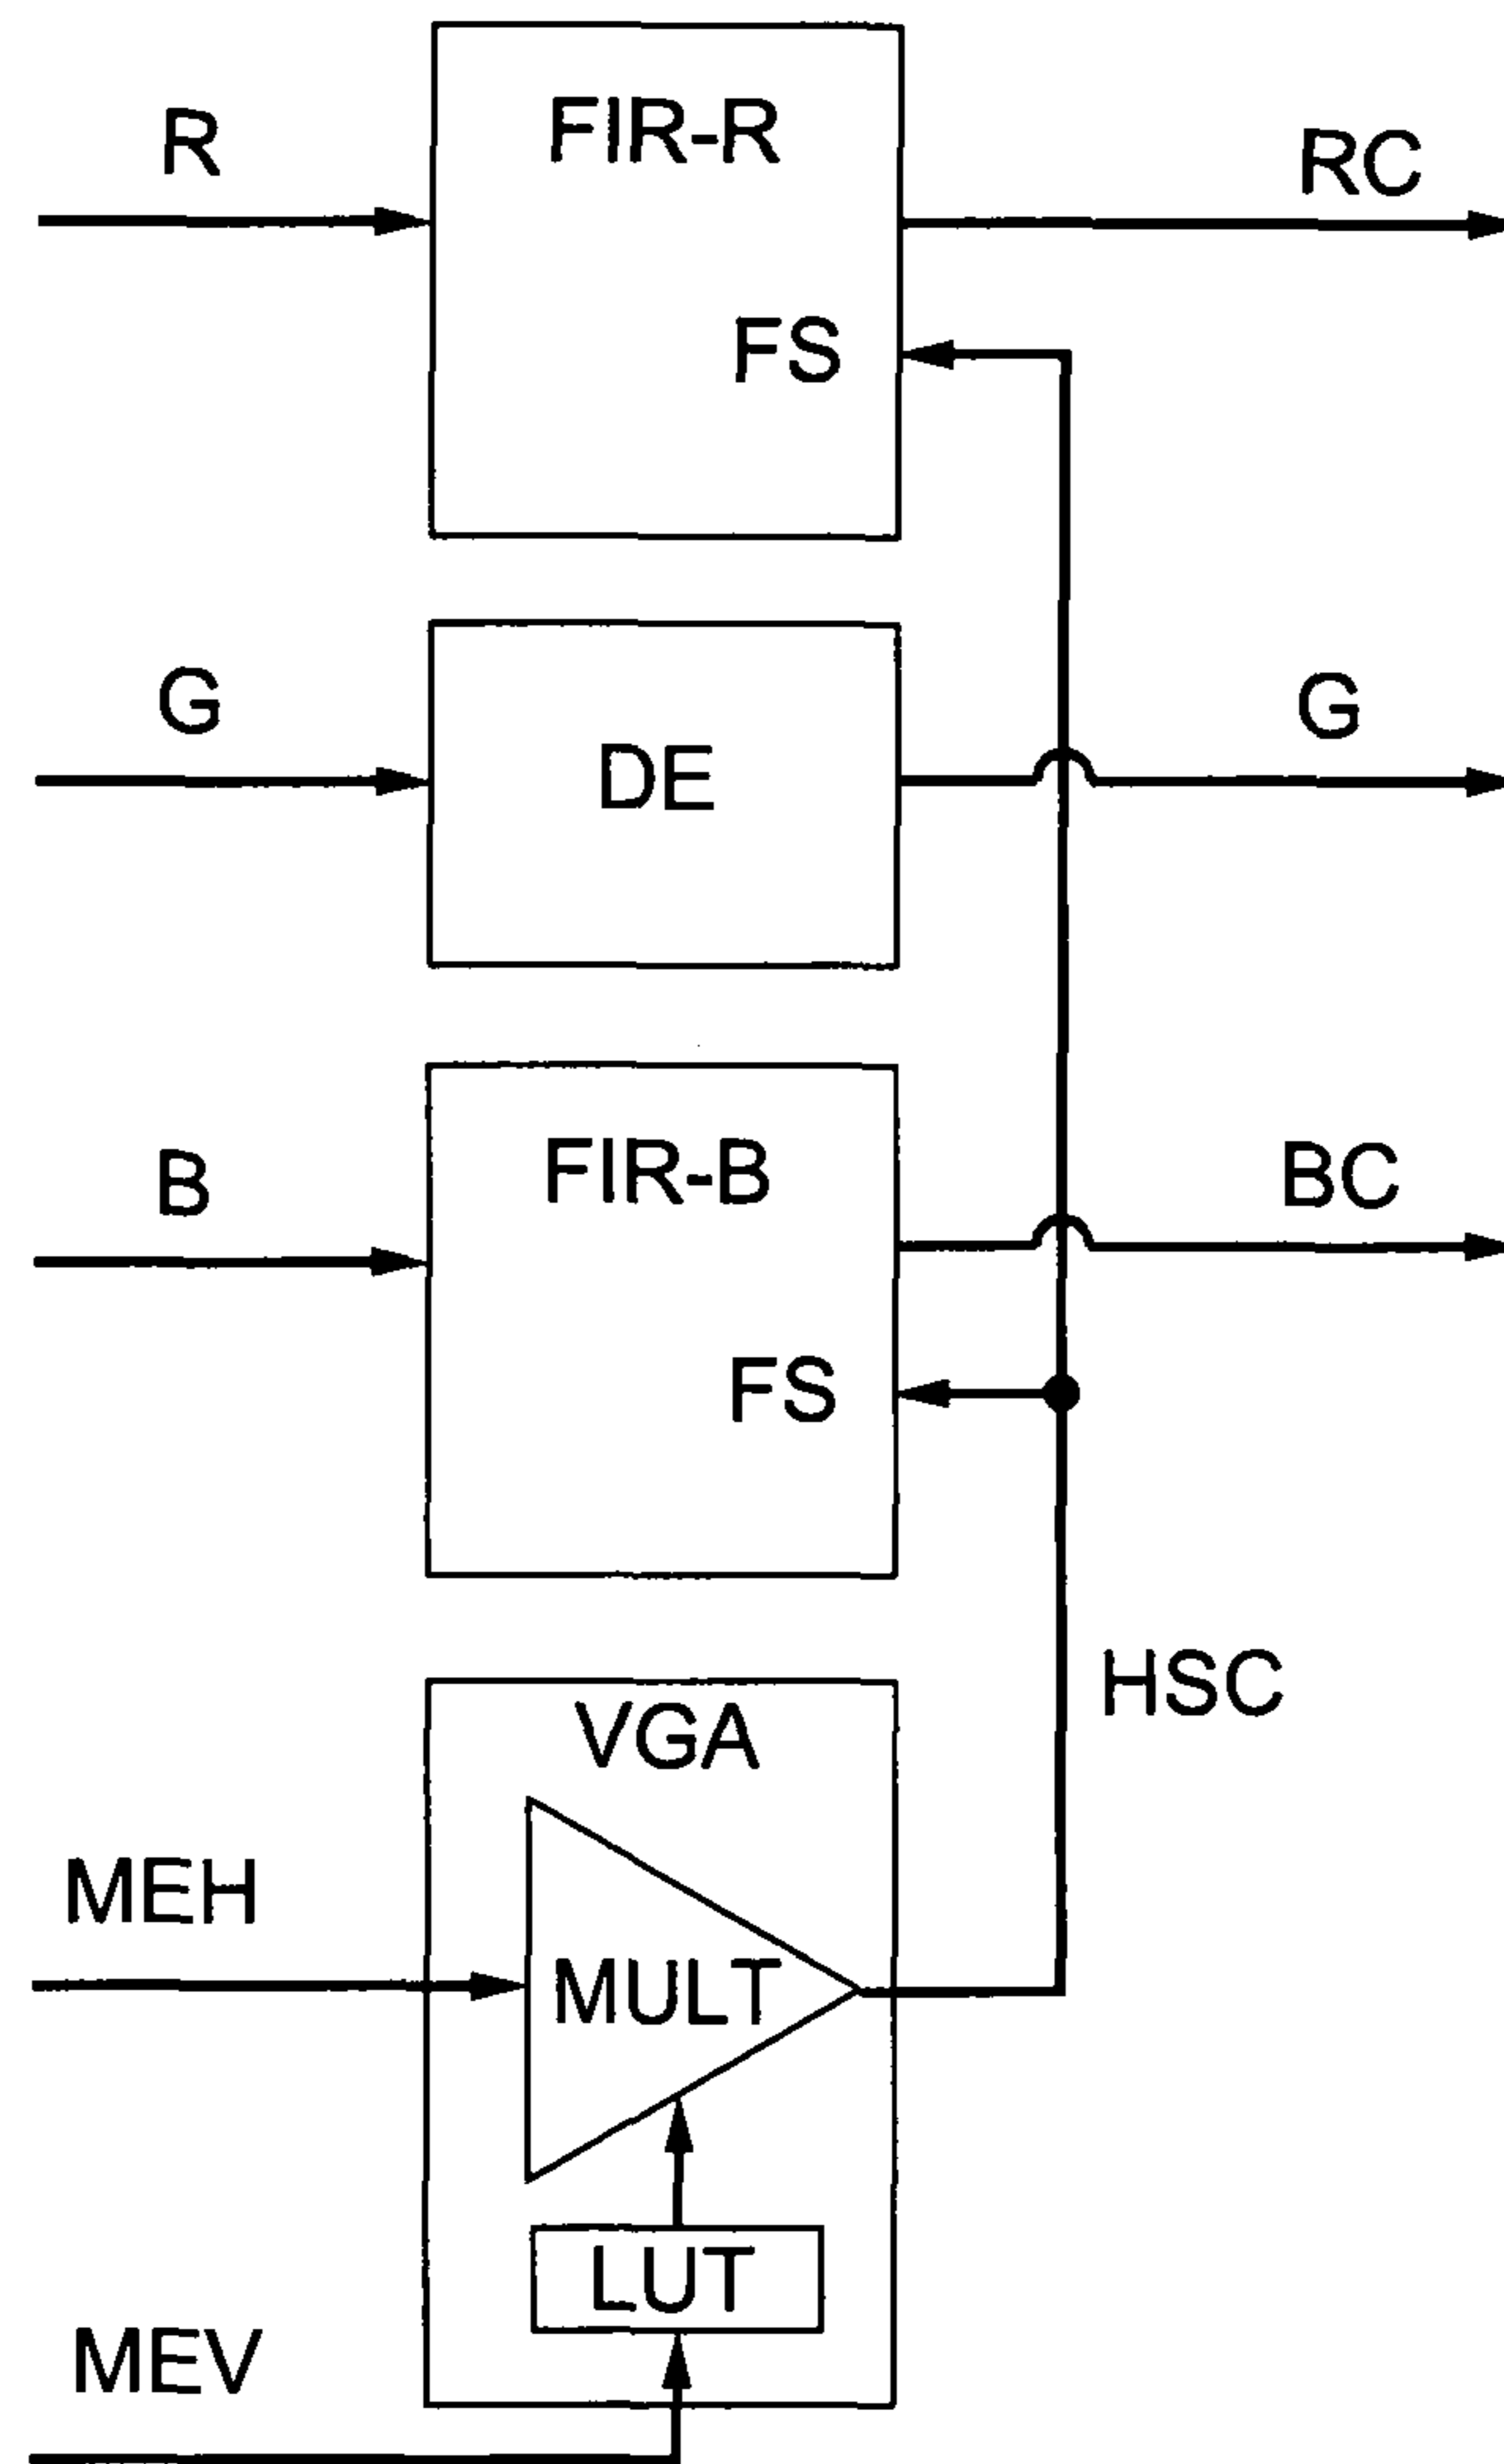 R
FIR-R
RC
FS
G
DE
G
B
FIR-B
BC
FS
HSC
VGA
MEH
MULT
LUT
MEV